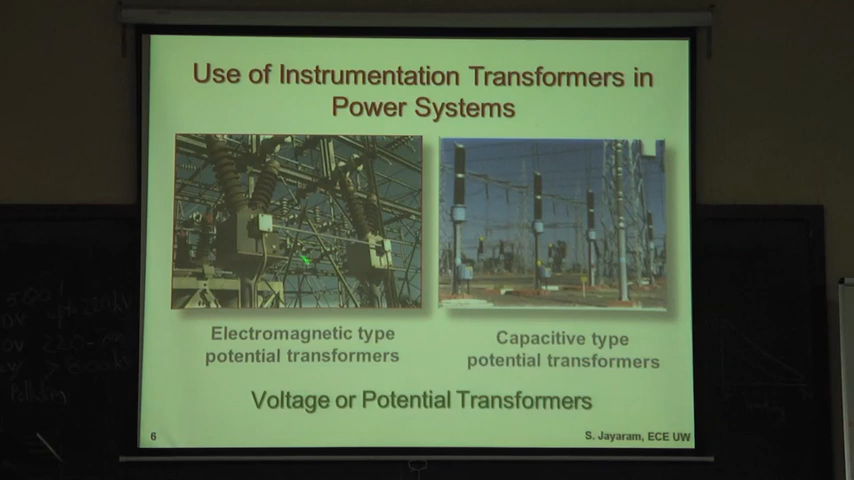 Use of Instrumentation Transformers in
Power Systems
Electromagnetic type
potential transformers
Capacitive type
potential transformers
Voltage or Potential Transformers
6
S. Jayaram, ECE UW